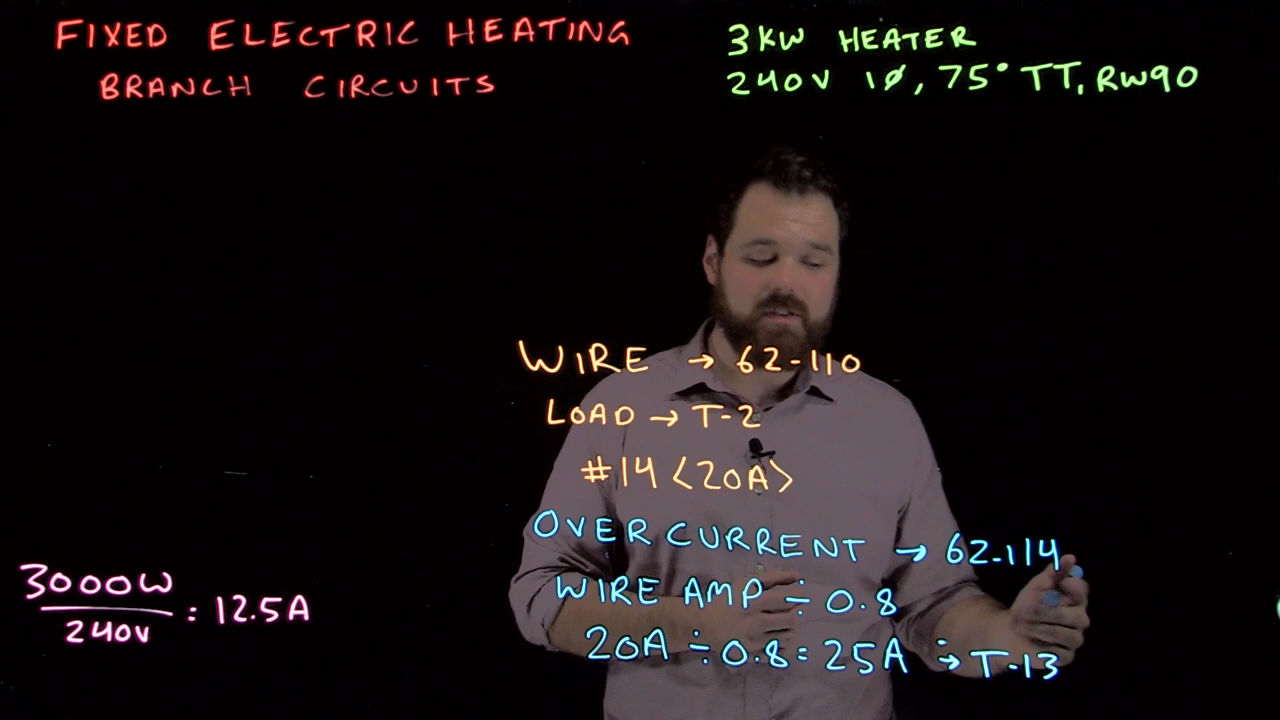 FIXED ELECTRIC HEATING
BRANCH CIRCUITS
3KW HEATER
240V 1ø, 75° TT, RW90
WIRE → 62-110
LOAD → T-2
#14 <20A>
OVERCURRENT → 62-114
WIRE AMP ÷ 0.8
20A ÷ 0.8 = 25A → T-13
3000W
240V
= 12.5A